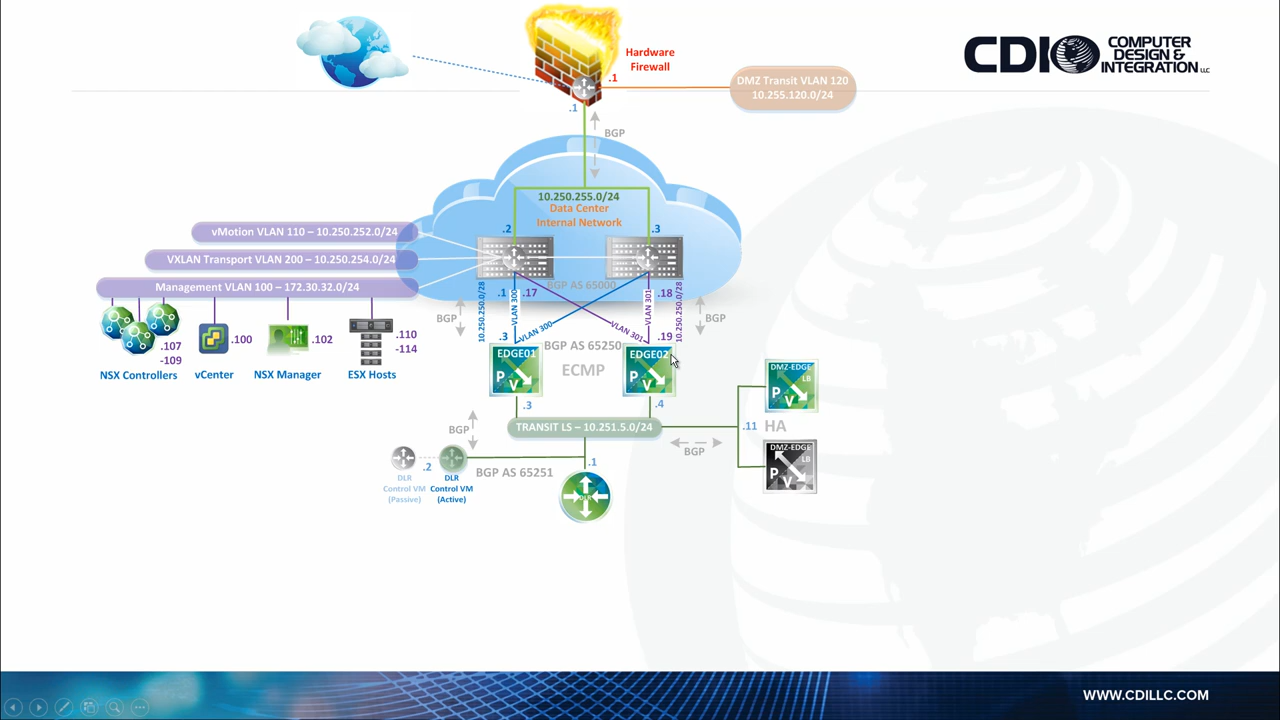 CDI
COMPUTER
DESIGN &
INTEGRATION LLC
Hardware
Firewall
.1
DMZ Transit VLAN 120
10.255.120.0/24
.1
BGP
10.250.255.0/24
Data Center
Internal Network
.2
.3
vMotion VLAN 110 – 10.250.252.0/24
VXLAN Transport VLAN 200 – 10.250.254.0/24
Management VLAN 100 – 172.30.32.0/24
BGP AS 65000
.1
.17
.18
10.250.250.0/28
VLAN 300
VLAN 301
10.250.250.0/28
BGP
BGP
VLAN 300
VLAN 301
.107
-109
.100
.102
.110
-114
NSX Controllers
vCenter
NSX Manager
ESX Hosts
.3
.19
BGP AS 65250
EDGE01
EDGE02
ECMP
P
V
P
V
.3
.4
TRANSIT LS – 10.251.5.0/24
BGP
BGP
DMZ-EDGE
LB
P
V
.11
HA
DMZ-EDGE
LB
P
V
.2
.1
BGP AS 65251
DLR
Control VM
(Passive)
DLR
Control VM
(Active)
DLR
WWW.CDILLC.COM